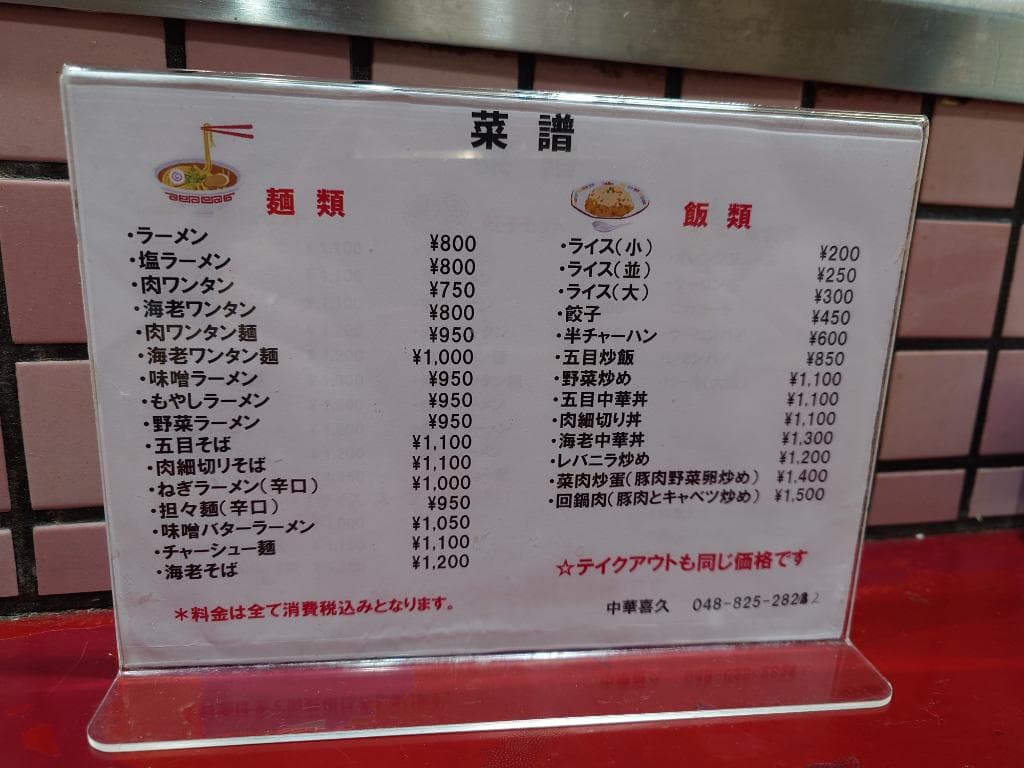 菜譜
麺類
・ラーメン ¥800
・塩ラーメン ¥800
・肉ワンタン ¥750
・海老ワンタン ¥800
・肉ワンタン麺 ¥950
・海老ワンタン麺 ¥1,000
・味噌ラーメン ¥950
・もやしラーメン ¥950
・野菜ラーメン ¥950
・五目そば ¥1,100
・肉細切りそば ¥1,100
・ねぎラーメン(辛口) ¥1,000
・担々麺(辛口) ¥950
・味噌バターラーメン ¥1,050
・チャーシュー麺 ¥1,100
・海老そば ¥1,200
＊料金は全て消費税込みとなります。
飯類
・ライス(小) ¥200
・ライス(並) ¥250
・ライス(大) ¥300
・餃子 ¥450
・半チャーハン ¥600
・五目炒飯 ¥850
・野菜炒め ¥1,100
・五目中華丼 ¥1,100
・肉細切り丼 ¥1,100
・海老中華丼 ¥1,300
・レバニラ炒め ¥1,200
・菜肉炒蛋(豚肉野菜卵炒め) ¥1,400
・回鍋肉(豚肉とキャベツ炒め) ¥1,500
☆テイクアウトも同じ価格です
中華喜久